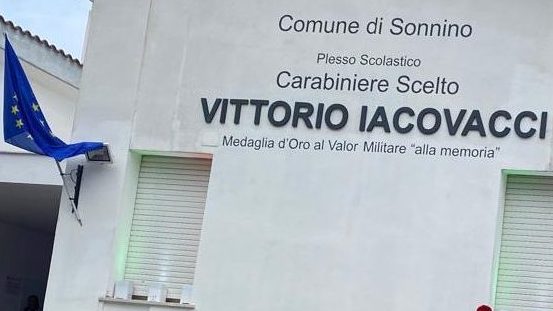 Comune di Sonnino
Plesso Scolastico
Carabiniere Scelto
VITTORIO IACOVACCI
Medaglia d'Oro al Valor Militare "alla memoria"